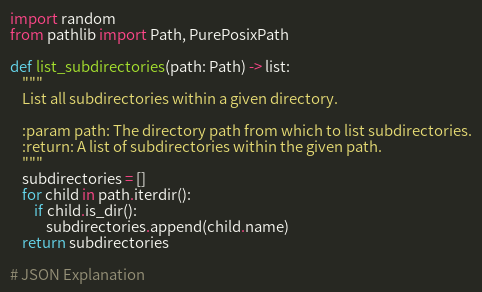 import random
from pathlib import Path, PurePosixPath

def list_subdirectories(path: Path) -> list:
    """
    List all subdirectories within a given directory.

    :param path: The directory path from which to list subdirectories.
    :return: A list of subdirectories within the given path.
    """
    subdirectories = []
    for child in path.iterdir():
        if child.is_dir():
            subdirectories.append(child.name)
    return subdirectories

# JSON Explanation